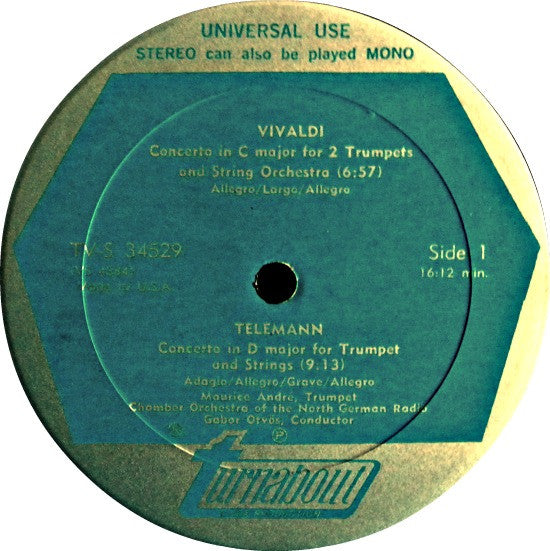 UNIVERSAL USE
STEREO can also be played MONO
VIVALDI
Concerto in C major for 2 Trumpets
and String Orchestra (6:57)
Allegro/Largo/Allegro
TV-S 34529
Side 1
Made in U.S.A.
16:12 min.
TELEMANN
Concerto in D major for Trumpet
and Strings (9.13)
Adagio/Allegro/Grave/Allegro
Maurice André, Trumpet
Chamber Orchestra of the North German Radio
Gabor Otvös, Conductor
℗
turnabout